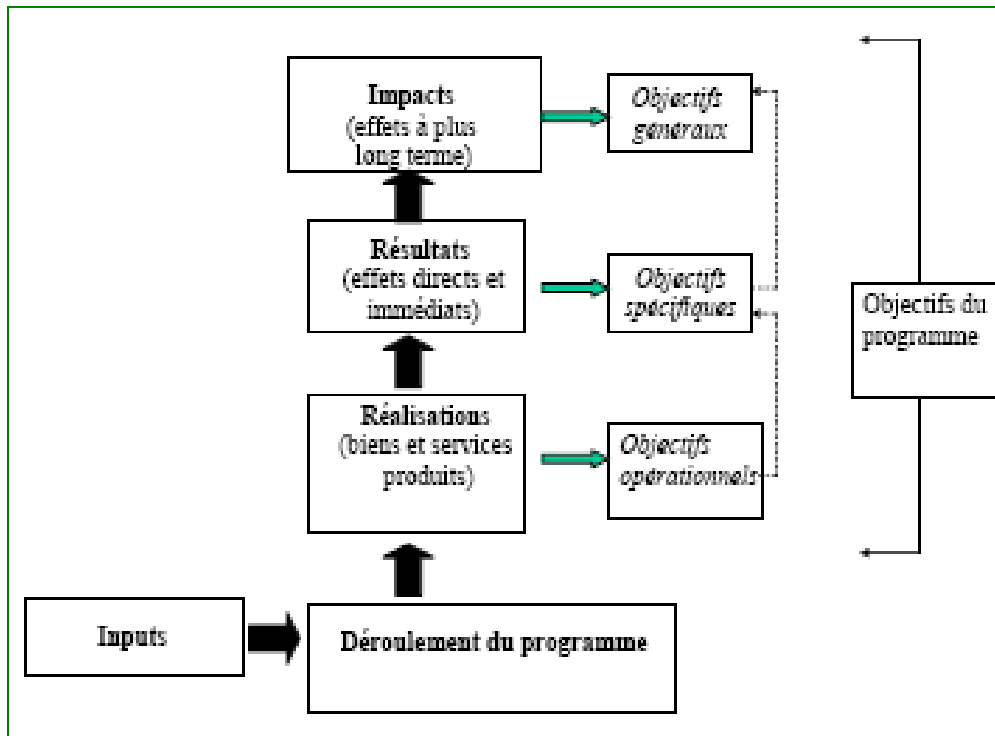 Impacts
(effets à plus
long terme)
Objectifs
généraux
Résultats
(effets directs et
immédiats)
Objectifs
spécifiques
Objectifs du
programme
Réalisations
(biens et services
produits)
Objectifs
opérationnels
Inputs
Déroulement du programme